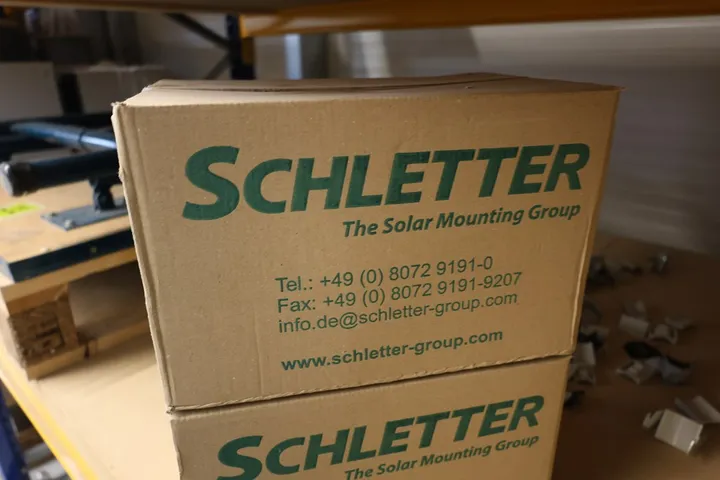 SCHLETTER
The Solar Mounting Group
Tel.: +49 (0) 8072 9191-0
Fax: +49 (0) 8072 9191-9207
info.de@schletter-group.com
www.schletter-group.com
SCHLETTER
The Solar Mounting Group